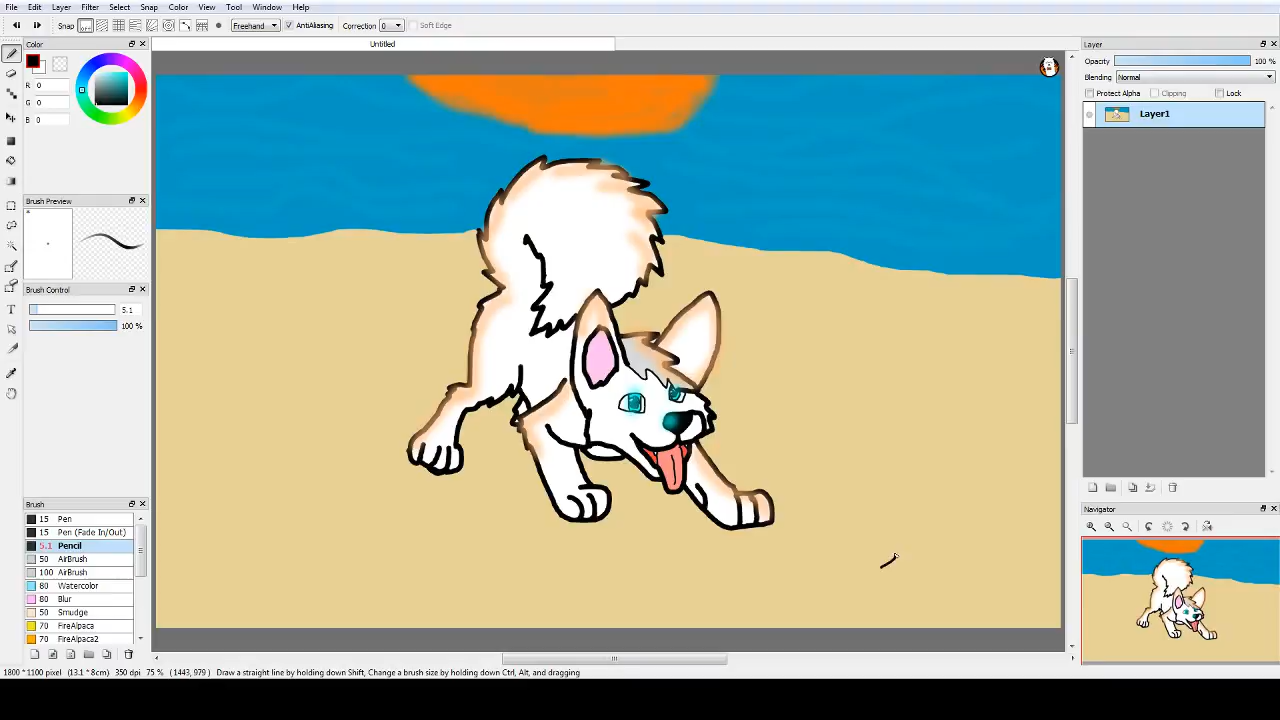 File Edit Layer Filter Select Snap Color View Tool Window Help
Snap Freehand AntiAliasing Correction 0 Soft Edge
Untitled
Color
R 0
G 0
B 0
Brush Preview
Brush Control
5.1
100 %
Brush
15 Pen
15 Pen (Fade In/Out)
5.1 Pencil
50 AirBrush
100 AirBrush
80 Watercolor
80 Blur
50 Smudge
70 FireAlpaca
70 FireAlpaca2
Layer
Opacity 100 %
Blending Normal
Protect Alpha Clipping Lock
Layer1
Navigator
1800 * 1100 pixel (13.1 * 8cm) 350 dpi 75 % (1443, 979) Draw a straight line by holding down Shift, Change a brush size by holding down Ctrl, Alt, and dragging